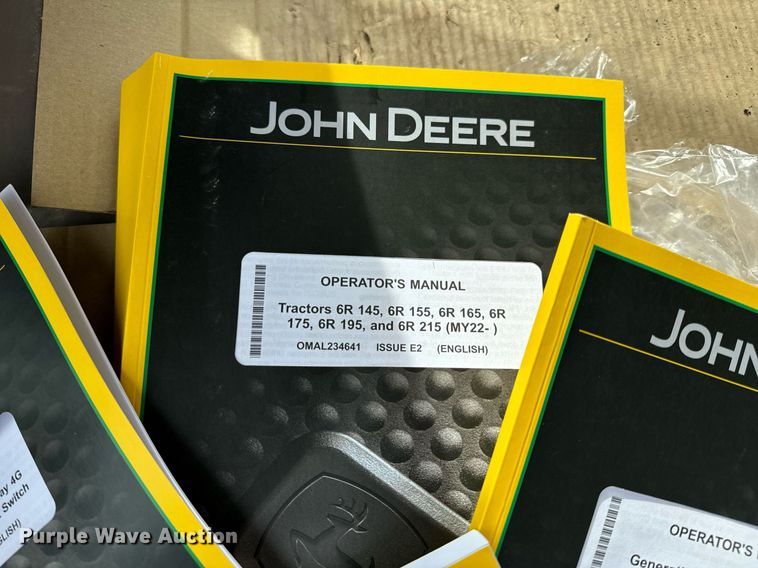 JOHN DEERE
OPERATOR'S MANUAL
Tractors 6R 145, 6R 155, 6R 165, 6R
175, 6R 195, and 6R 215 (MY22- )
OMAL234641 ISSUE E2 (ENGLISH)
JOHN
OPERATOR'S
4G
Switch
Purple Wave Auction